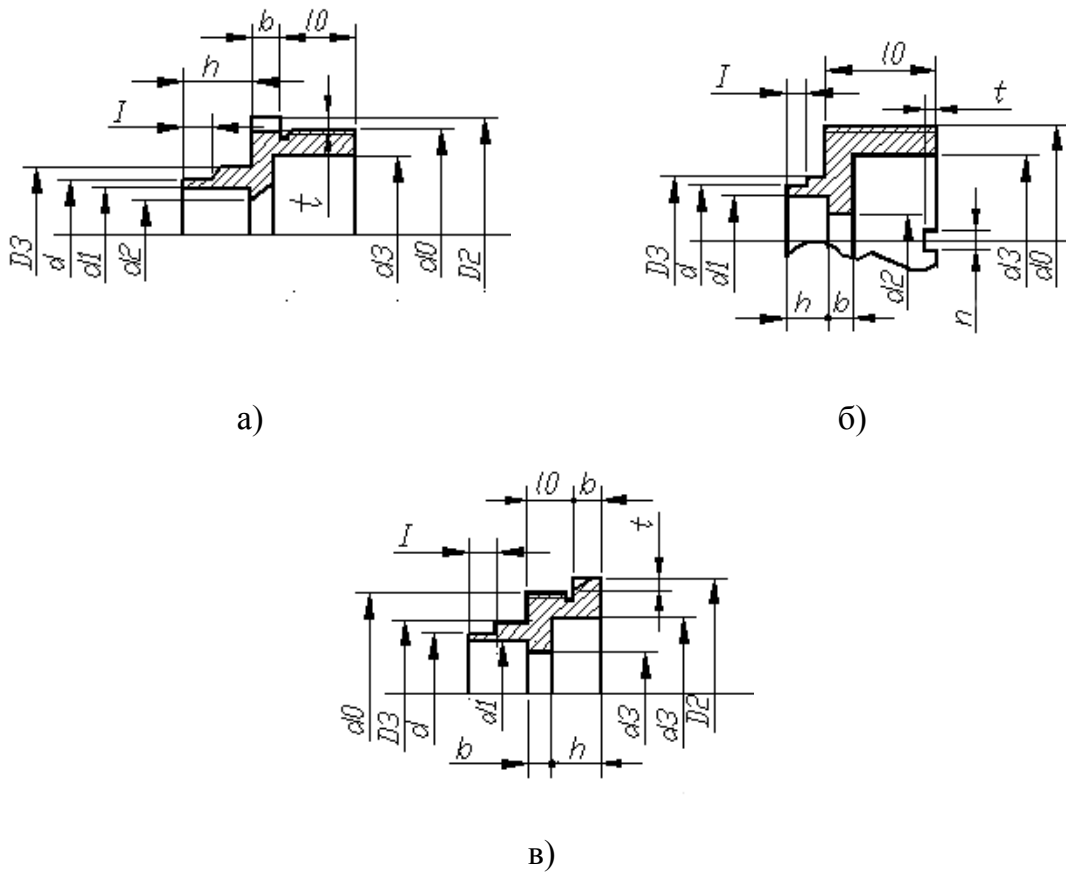 b l0
h
I
D3 d d1 d2 t d3 d0 D2
а)
l0
I t
D3 d d1 h b d2 n d3 d0
б)
l0 b
I t
d0 D3 d d1 d3 d3 D2
b h
в)